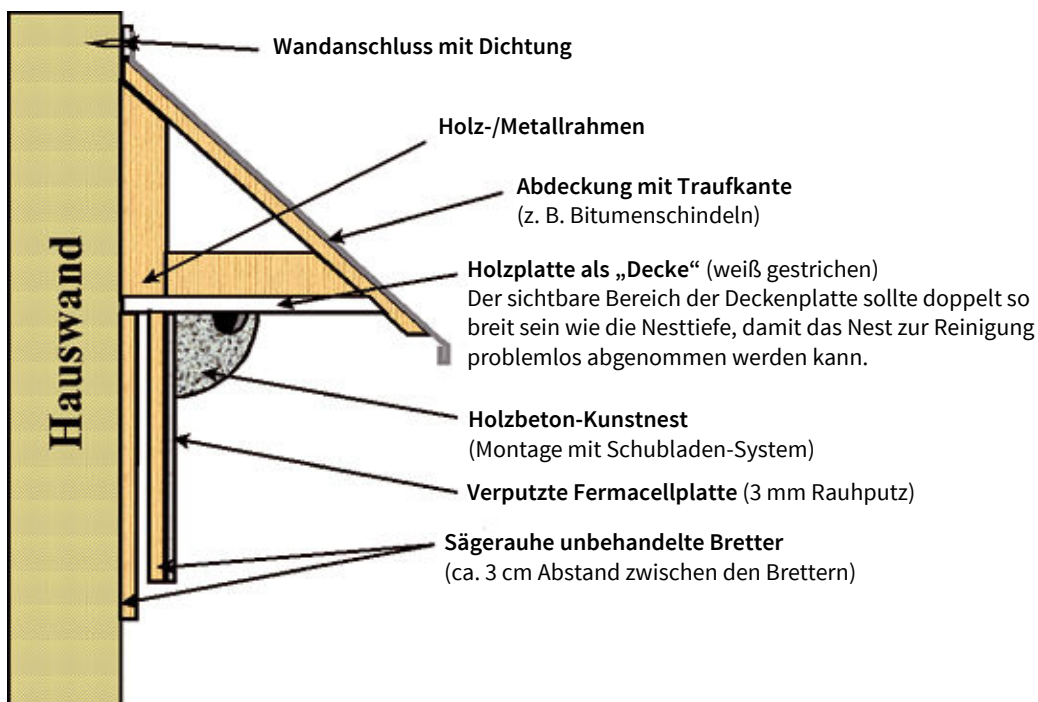 Wandanschluss mit Dichtung
Holz-/Metallrahmen
Abdeckung mit Traufkante
(z. B. Bitumenschindeln)
Holzplatte als „Decke“ (weiß gestrichen)
Der sichtbare Bereich der Deckenplatte sollte doppelt so
breit sein wie die Nesttiefe, damit das Nest zur Reinigung
problemlos abgenommen werden kann.
Hauswand
Holzbeton-Kunstnest
(Montage mit Schubladen-System)
Verputzte Fermacellplatte (3 mm Rauhputz)
Sägerauhe unbehandelte Bretter
(ca. 3 cm Abstand zwischen den Brettern)